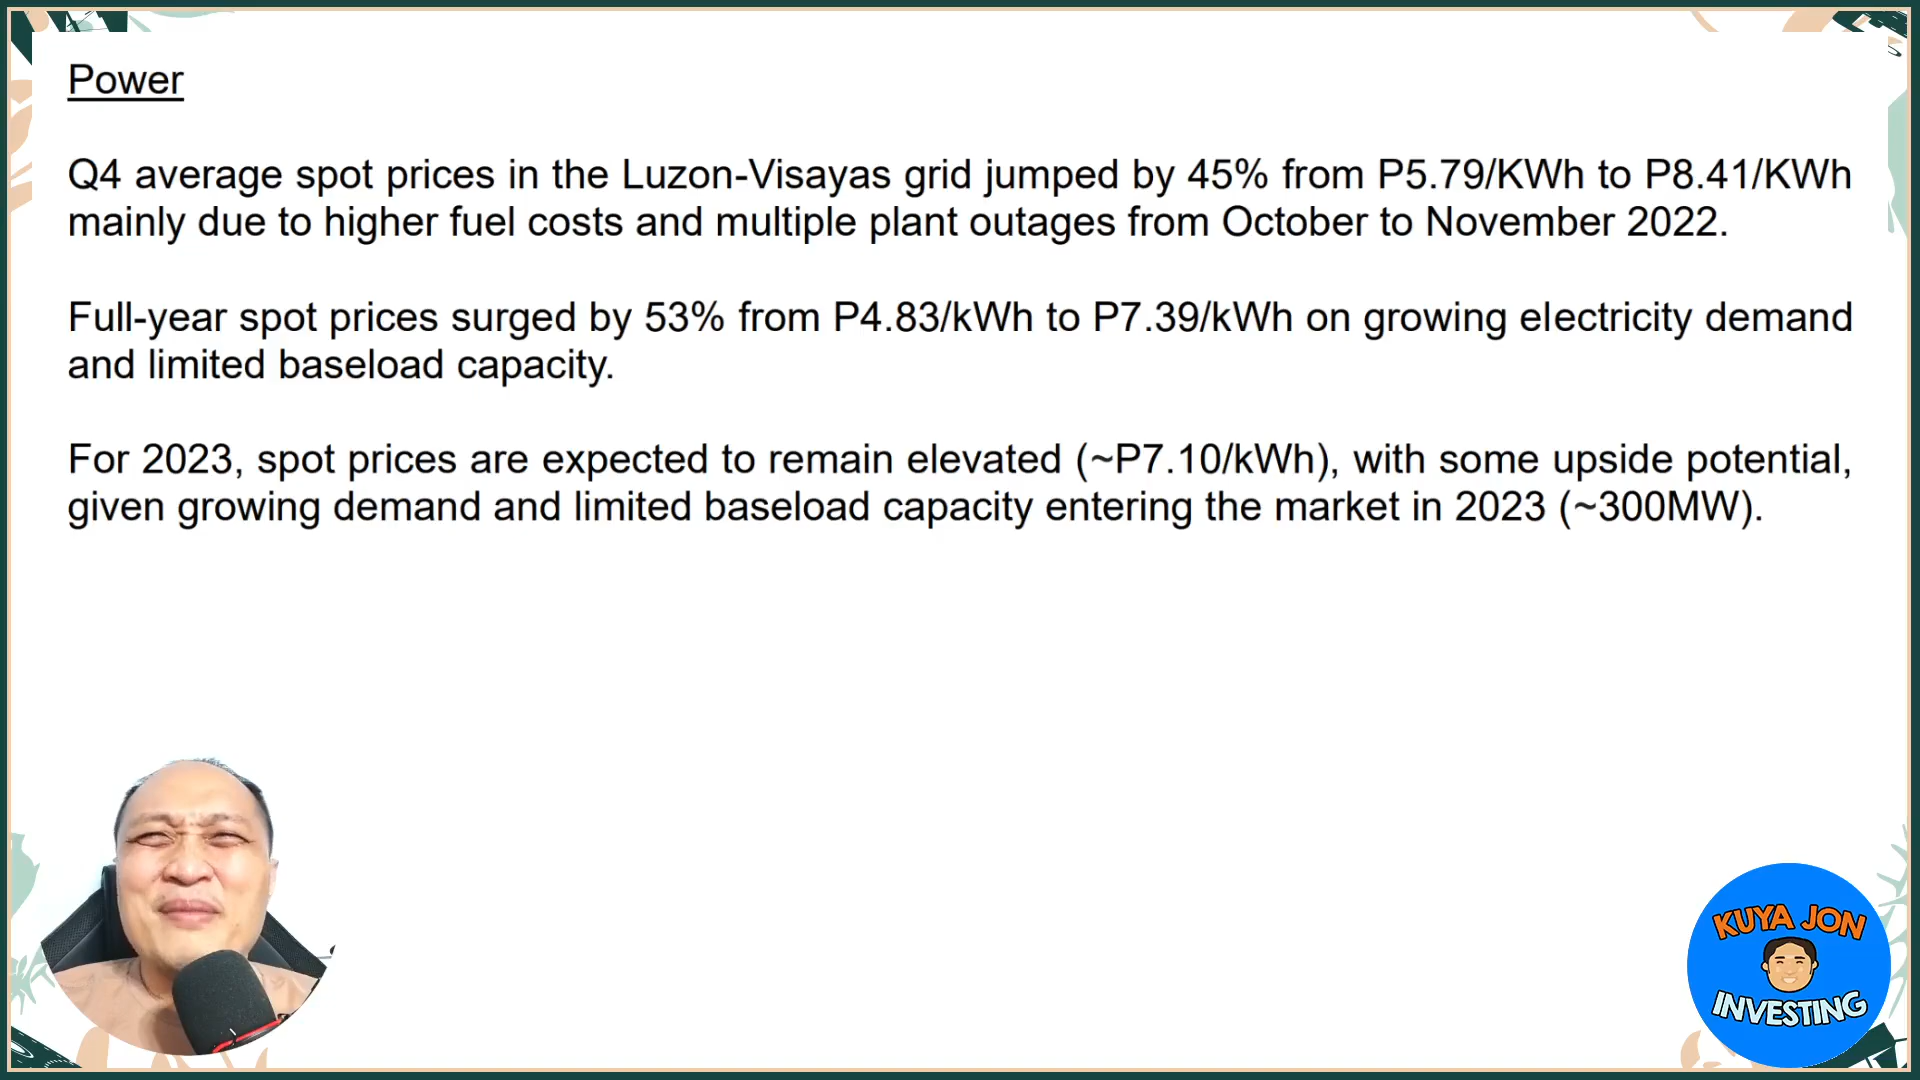 Power
Q4 average spot prices in the Luzon-Visayas grid jumped by 45% from P5.79/KWh to P8.41/KWh
mainly due to higher fuel costs and multiple plant outages from October to November 2022.
Full-year spot prices surged by 53% from P4.83/kWh to P7.39/kWh on growing electricity demand
and limited baseload capacity.
For 2023, spot prices are expected to remain elevated (~P7.10/kWh), with some upside potential,
given growing demand and limited baseload capacity entering the market in 2023 (~300MW).
KUYA JON
INVESTING